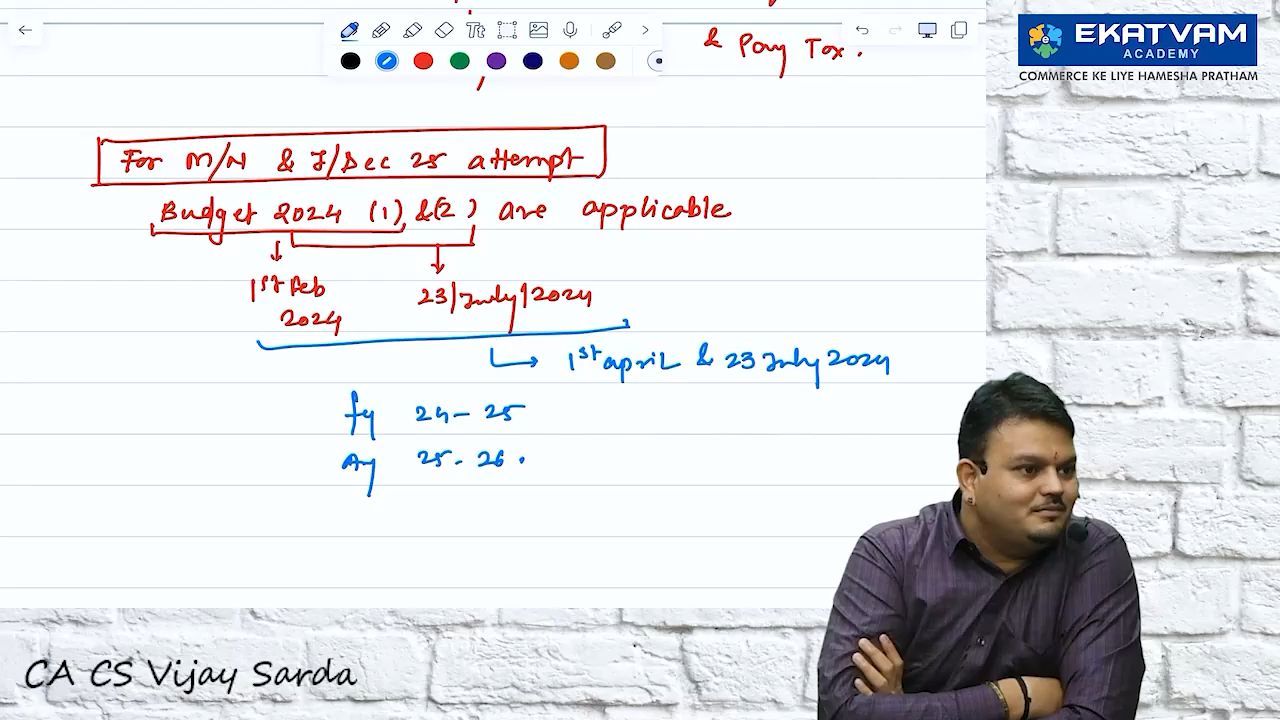 & Pay Tax.
Tt
EKATVAM
ACADEMY
COMMERCE KE LIYE HAMESHA PRATHAM
For M/N & J/Dec 25 attempt
Budget 2024 (1) &(2) are applicable
1st Feb 2024
23/July/2024
1st april & 23 July 2024
fy 24-25
Ay 25-26.
CA CS Vijay Sarda